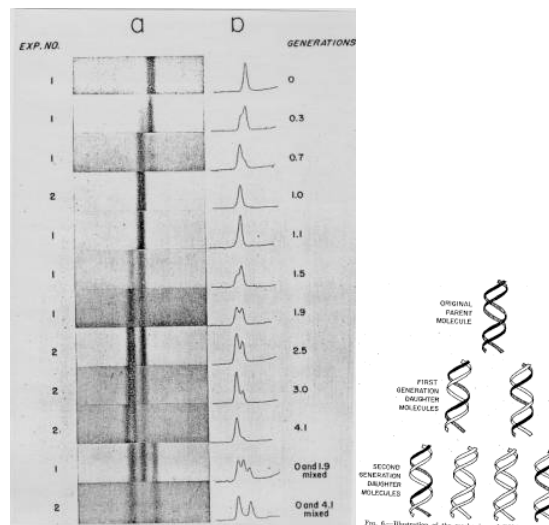 a
b
EXP. NO.
GENERATIONS
1
0
1
0.3
1
0.7
2
1.0
1
1.1
1
1.5
1
1.9
2
2.5
2
3.0
2
4.1
1
0 and 1.9
mixed
2
0 and 4.1
mixed
ORIGINAL
PARENT
MOLECULE
FIRST
GENERATION
DAUGHTER
MOLECULES
SECOND
GENERATION
DAUGHTER
MOLECULES